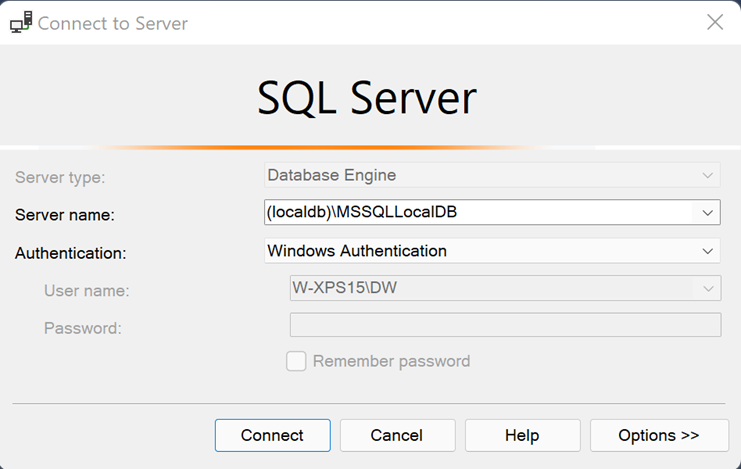 Connect to Server
SQL Server
Server type: Database Engine
Server name: (localdb)\MSSQLLocalDB
Authentication: Windows Authentication
User name: W-XPS15\DW
Password:
Remember password
Connect Cancel Help Options >>